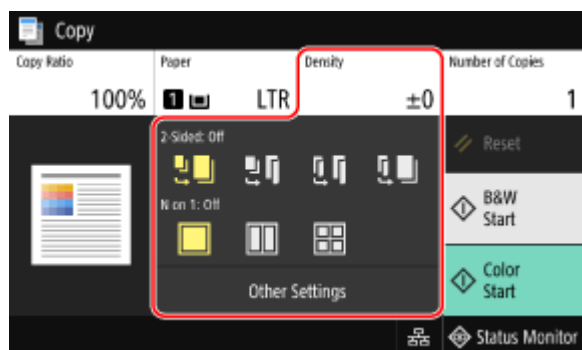 Copy
Copy Ratio
100%
Paper
1 LTR
Density
±0
Number of Copies
1
2-Sided: Off
N on 1: Off
Other Settings
Reset
B&W
Start
Color
Start
Status Monitor